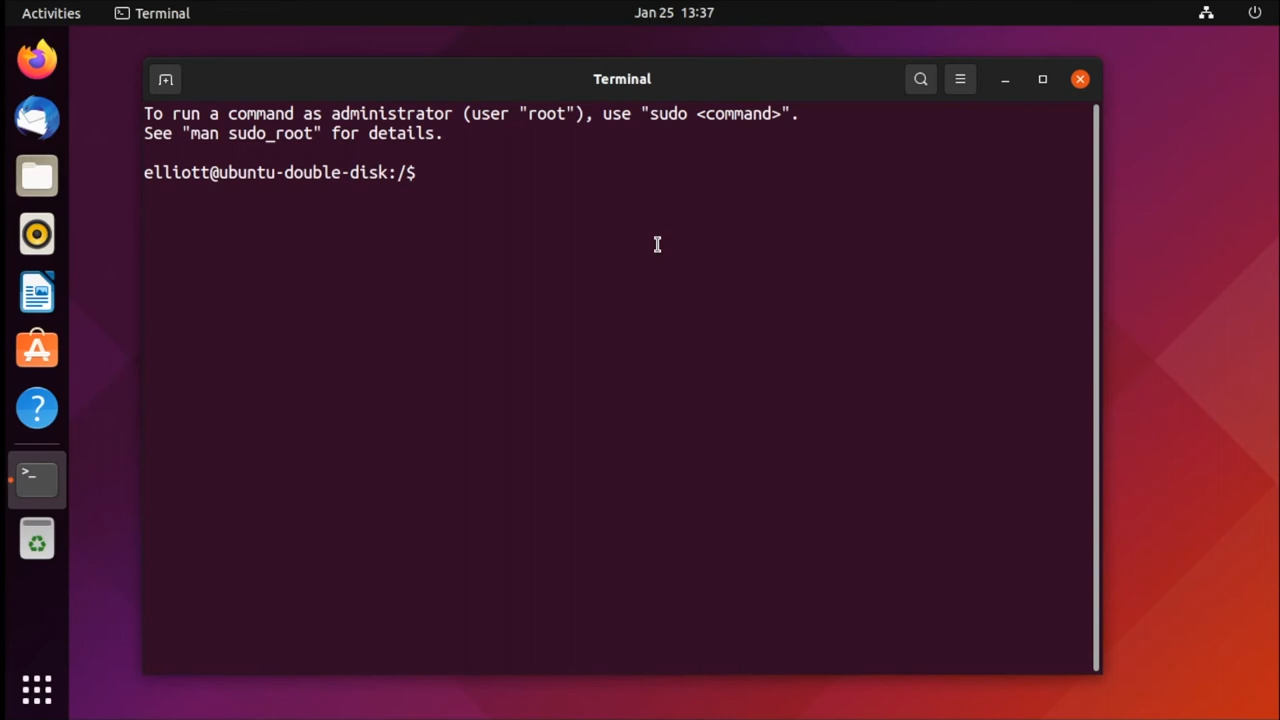 Activities Terminal Jan 25 13:37
Terminal
To run a command as administrator (user "root"), use "sudo <command>".
See "man sudo_root" for details.
elliott@ubuntu-double-disk:/$